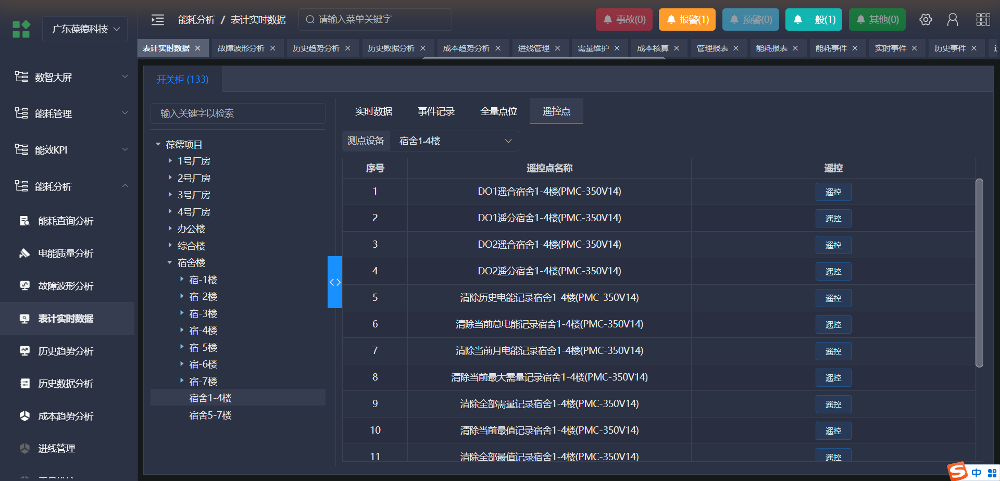 广东葆德科技
能耗分析 / 表计实时数据
请输入菜单关键字
事故(0)
报警(1)
预警(0)
一般(1)
其他(0)
表计实时数据 ×
故障波形分析 ×
历史趋势分析 ×
历史数据分析 ×
成本趋势分析 ×
进线管理 ×
需量维护 ×
成本核算 ×
管理报表 ×
能耗报表 ×
能耗事件 ×
实时事件 ×
历史事件 ×
数智大屏
能耗管理
能效KPI
能耗分析
能耗查询分析
电能质量分析
故障波形分析
表计实时数据
历史趋势分析
历史数据分析
成本趋势分析
进线管理
开关柜 (133)
输入关键字以检索
葆德项目
1号厂房
2号厂房
3号厂房
4号厂房
办公楼
综合楼
宿舍楼
宿-1楼
宿-2楼
宿-3楼
宿-4楼
宿-5楼
宿-6楼
宿-7楼
宿舍1-4楼
宿舍5-7楼
实时数据
事件记录
全量点位
遥控点
测点设备
宿舍1-4楼
序号 遥控点名称 遥控
1 DO1遥合宿舍1-4楼(PMC-350V14) 遥控
2 DO1遥分宿舍1-4楼(PMC-350V14) 遥控
3 DO2遥合宿舍1-4楼(PMC-350V14) 遥控
4 DO2遥分宿舍1-4楼(PMC-350V14) 遥控
5 清除历史电能记录宿舍1-4楼(PMC-350V14) 遥控
6 清除当前总电能记录宿舍1-4楼(PMC-350V14) 遥控
7 清除当前月电能记录宿舍1-4楼(PMC-350V14) 遥控
8 清除当前最大需量记录宿舍1-4楼(PMC-350V14) 遥控
9 清除全部需量记录宿舍1-4楼(PMC-350V14) 遥控
10 清除当前最值记录宿舍1-4楼(PMC-350V14) 遥控
11 清除全部最值记录宿舍1-4楼(PMC-350V14) 遥控
中